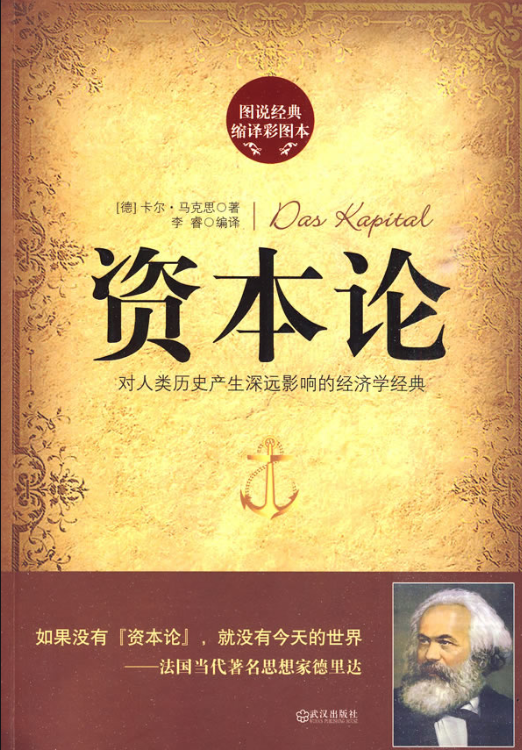 图说经典
缩译彩图本
[德] 卡尔·马克思◎著
李 睿◎编译
Das Kapital
资本论
对人类历史产生深远影响的经济学经典
如果没有『资本论』，就没有今天的世界
——法国当代著名思想家德里达
武汉出版社